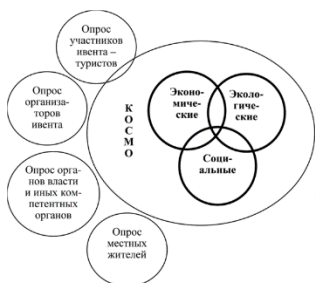 Опрос
участников
ивента –
туристов
Опрос
организа-
торов
ивента
Опрос орга-
нов власти
и иных ком-
петентных
органов
Опрос
местных
жителей
К
О
С
М
О
Эконо-
миче-
ские
Эколо-
гиче-
ские
Соци-
альные